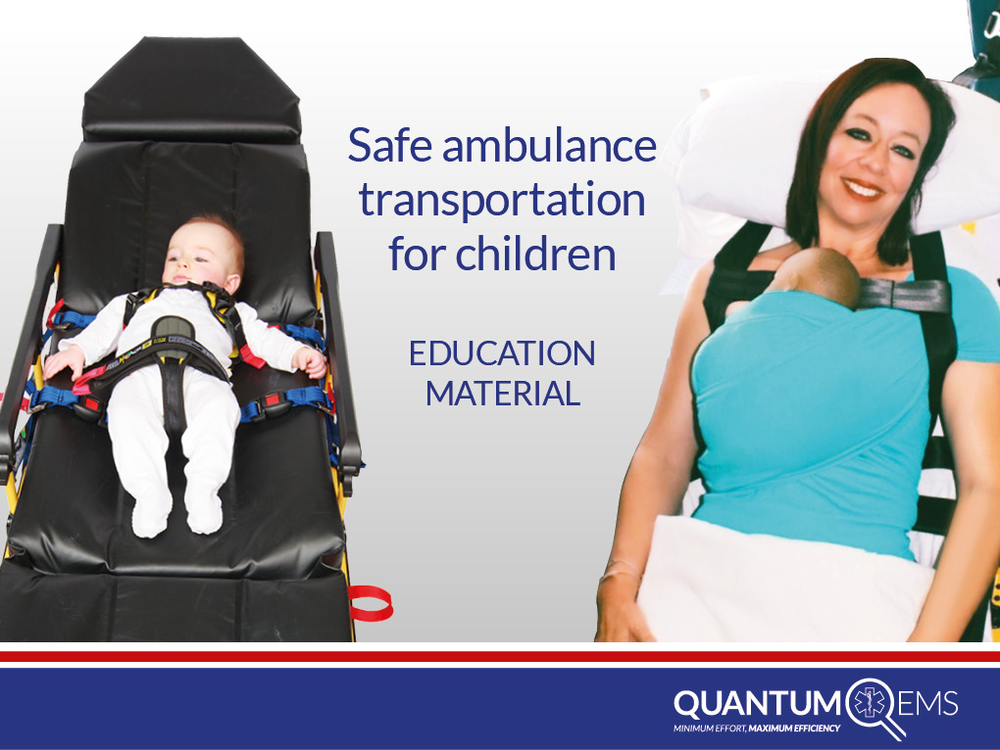 Safe ambulance
transportation
for children
EDUCATION
MATERIAL
QUANTUM EMS
MINIMUM EFFORT, MAXIMUM EFFICIENCY